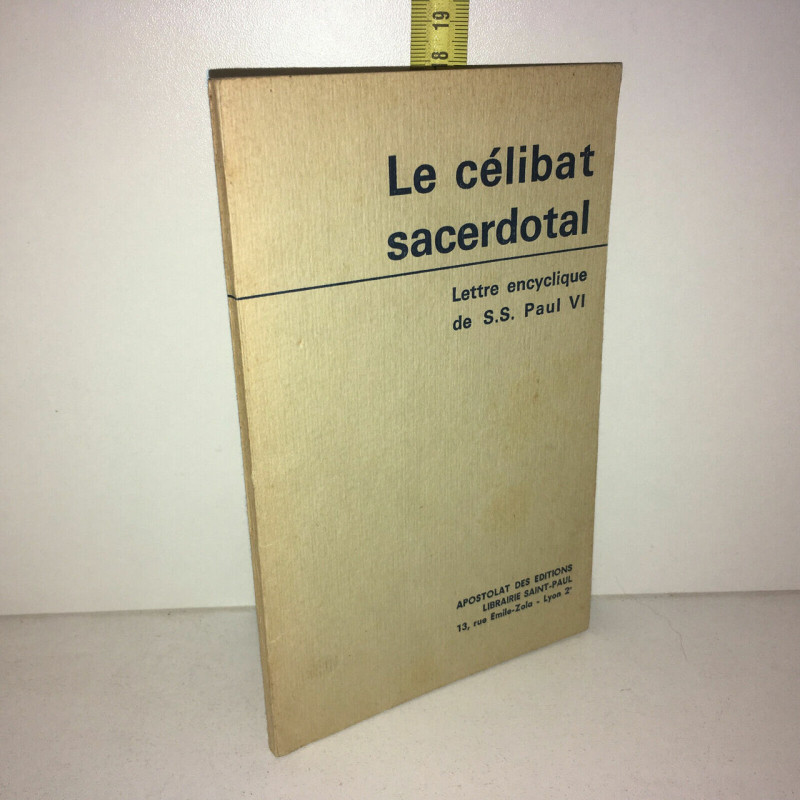 19
18
Le célibat
sacerdotal
Lettre encyclique
de S.S. Paul VI
APOSTOLAT DES EDITIONS
LIBRAIRIE SAINT-PAUL
13, rue Emile-Zola - Lyon 2e